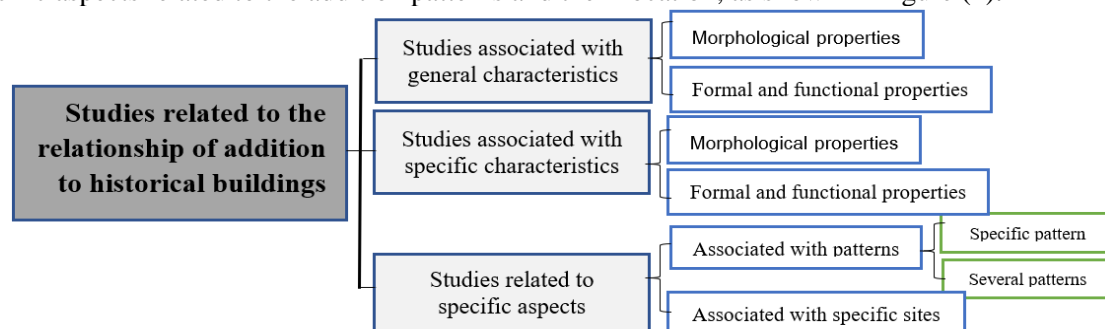 Studies related to the
relationship of addition
to historical buildings
Studies associated with
general characteristics
Morphological properties
Formal and functional properties
Studies associated with
specific characteristics
Morphological properties
Formal and functional properties
Studies related to
specific aspects
Associated with patterns
Specific pattern
Several patterns
Associated with specific sites